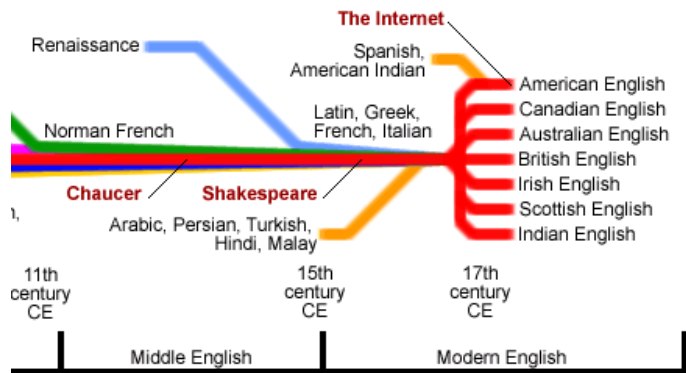 The Internet
Renaissance
Spanish,
American Indian
American English
Latin, Greek,
French, Italian
Canadian English
Norman French
Australian English
British English
Chaucer
Shakespeare
Irish English
Scottish English
n,
Arabic, Persian, Turkish,
Hindi, Malay
Indian English
11th
century
CE
15th
century
CE
17th
century
CE
Middle English
Modern English